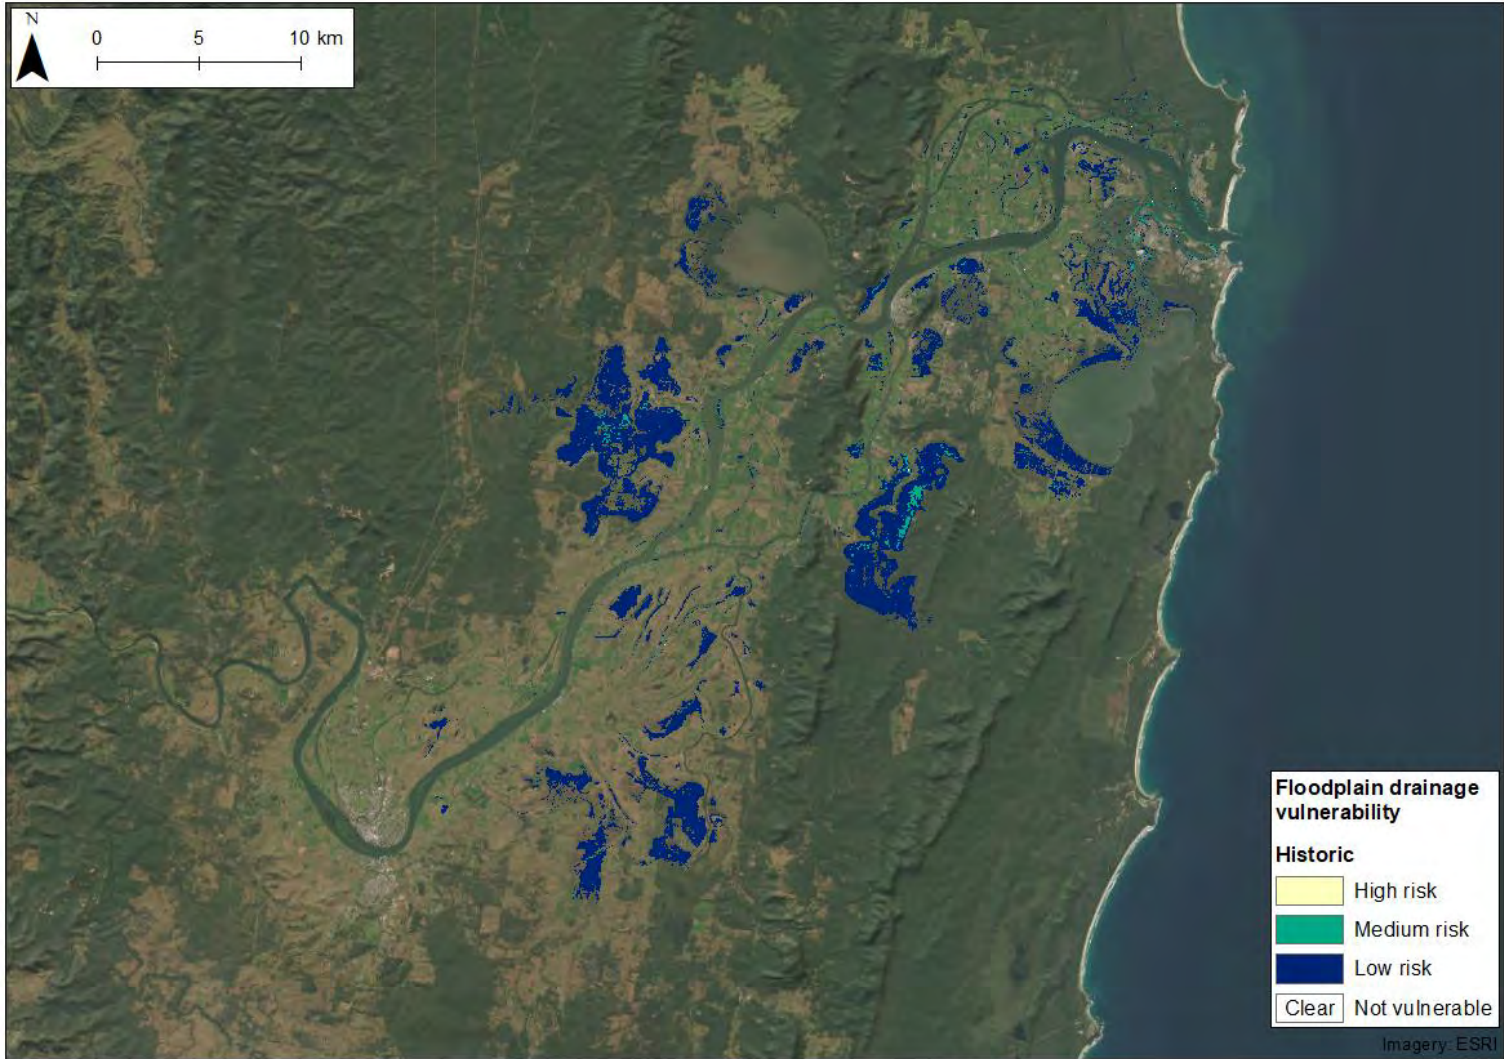 N
0 5 10 km
Floodplain drainage
vulnerability
Historic
High risk
Medium risk
Low risk
Clear Not vulnerable
Imagery: ESRI